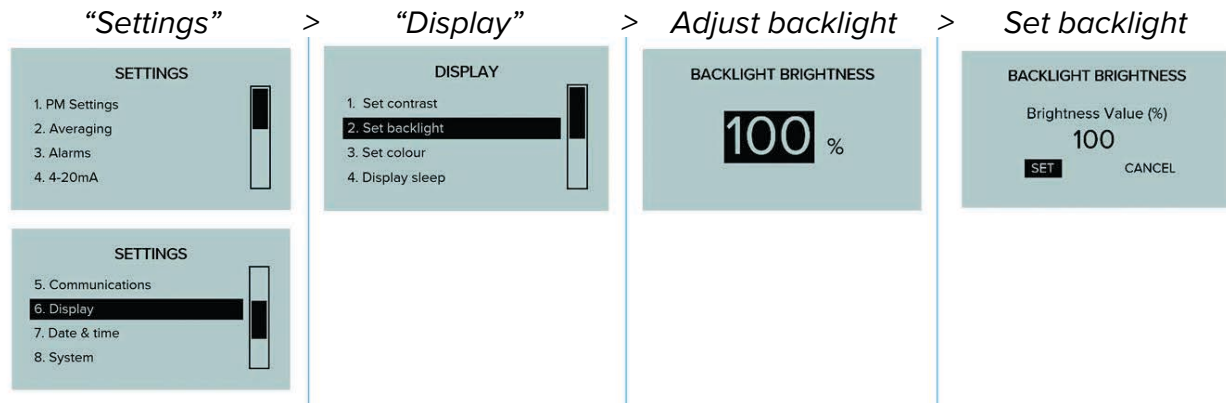 “Settings” > “Display” > Adjust backlight > Set backlight
SETTINGS
1. PM Settings
2. Averaging
3. Alarms
4. 4-20mA
SETTINGS
5. Communications
6. Display
7. Date & time
8. System
DISPLAY
1. Set contrast
2. Set backlight
3. Set colour
4. Display sleep
BACKLIGHT BRIGHTNESS
100 %
BACKLIGHT BRIGHTNESS
Brightness Value (%)
100
SET CANCEL